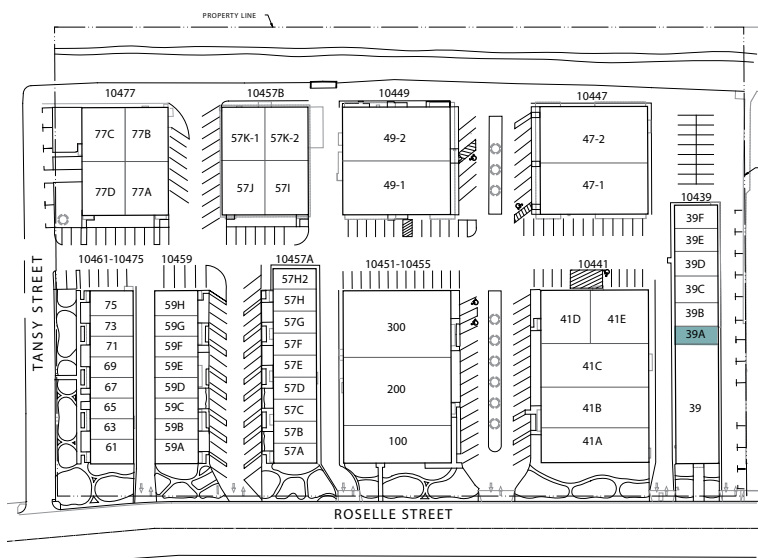 PROPERTY LINE
10477
10457B
10449
10447
77C
77B
77D
77A
57K-1
57K-2
57J
57I
49-2
49-1
47-2
47-1
10439
39F
39E
39D
39C
39B
39A
39
TANSY STREET
10461-10475
10459
10457A
10451-10455
10441
75
73
71
69
67
65
63
61
59H
59G
59F
59E
59D
59C
59B
59A
57H2
57H
57G
57F
57E
57D
57C
57B
57A
300
200
100
41D
41E
41C
41B
41A
ROSELLE STREET